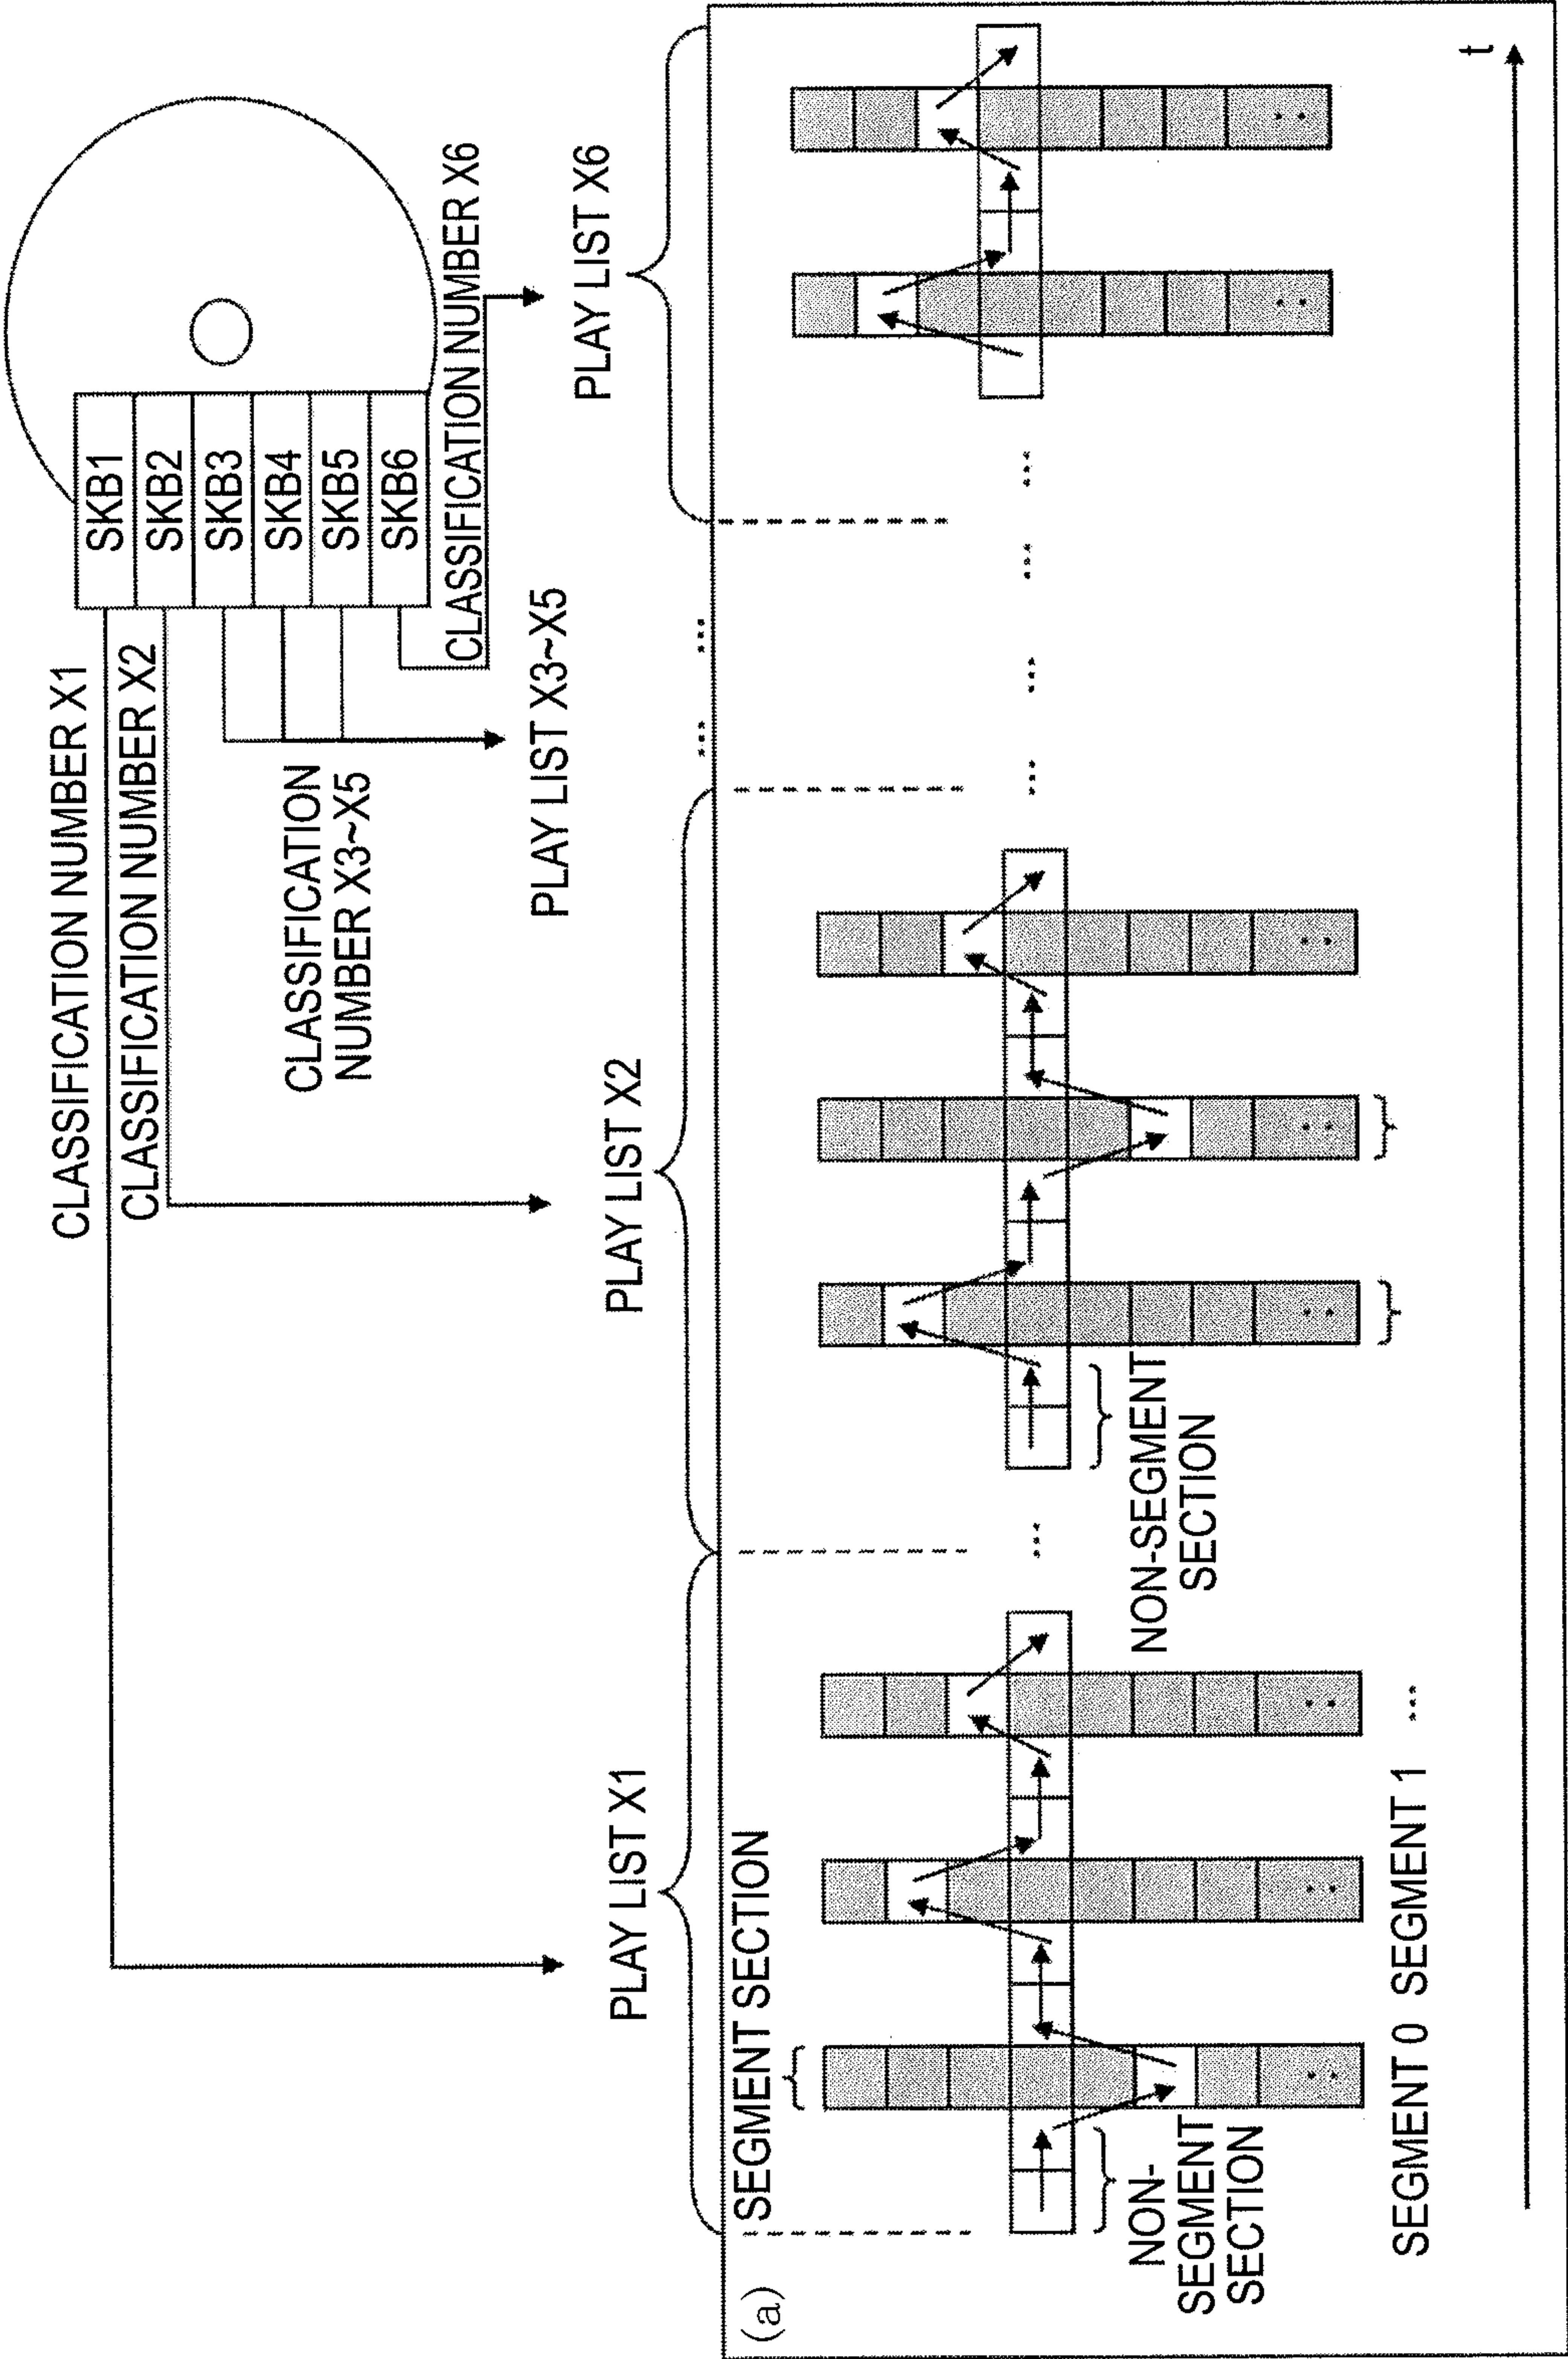 SKB1
SKB2
SKB3
SKB4
SKB5
SKB6
CLASSIFICATION NUMBER X1
CLASSIFICATION NUMBER X2
CLASSIFICATION
NUMBER X3~X5
CLASSIFICATION NUMBER X6
PLAY LIST X1
PLAY LIST X2
PLAY LIST X3~X5
PLAY LIST X6
... ...
(a)
SEGMENT SECTION
... ... ... ... ...
NON-
SEGMENT
SECTION
NON-SEGMENT
SECTION
SEGMENT 0 SEGMENT 1 ...
t